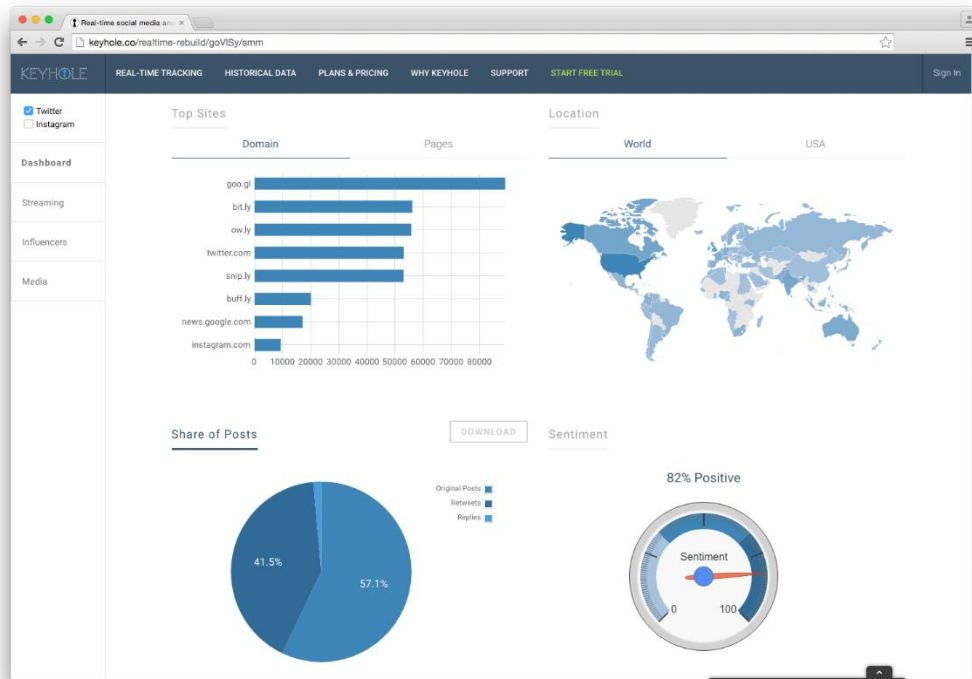 Real-time social media an
keyhole.co/realtime-rebuild/goVISy/smm
KEYHOLE
REAL-TIME TRACKING HISTORICAL DATA PLANS & PRICING WHY KEYHOLE SUPPORT START FREE TRIAL Sign In
Twitter
Instagram
Dashboard
Streaming
Influencers
Media
Top Sites
Domain Pages
goo.gl
bit.ly
ow.ly
twitter.com
snip.ly
buff.ly
news.google.com
instagram.com
0 10000 20000 30000 40000 50000 60000 70000 80000
Location
World USA
Share of Posts
DOWNLOAD
Original Posts
Retweets
Replies
41.5%
57.1%
Sentiment
82% Positive
Sentiment
0 100